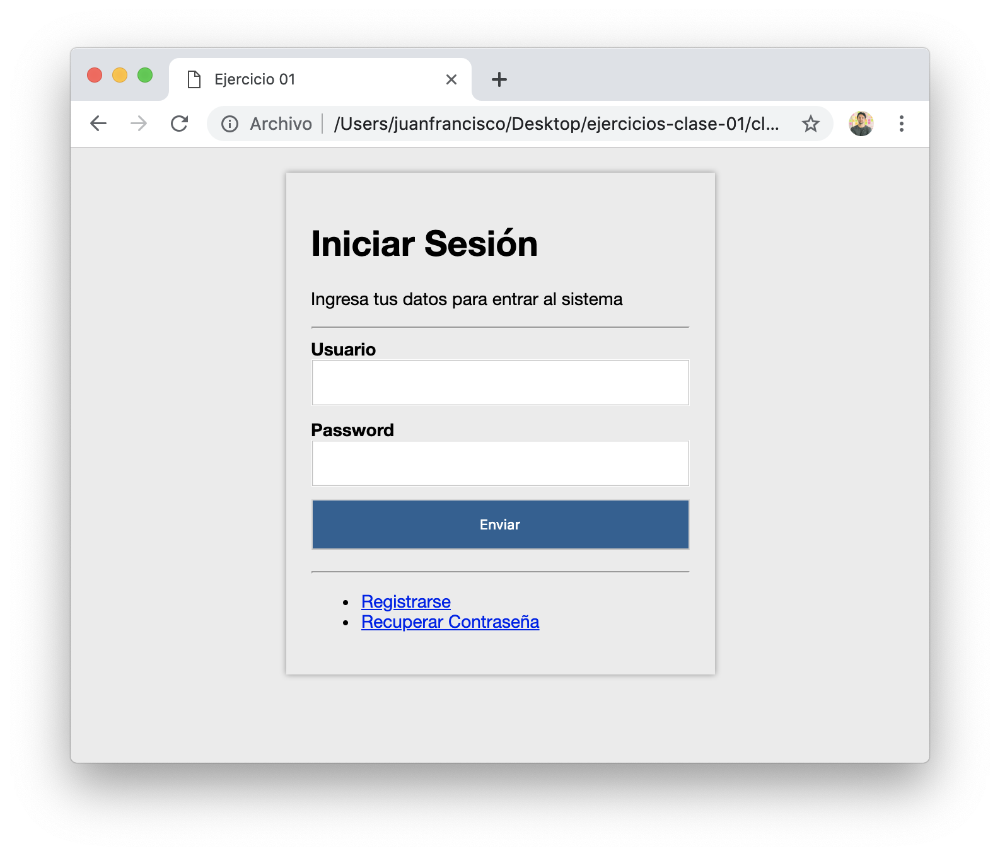 Ejercicio 01
Archivo | /Users/juanfrancisco/Desktop/ejercicios-clase-01/cl...
Iniciar Sesión
Ingresa tus datos para entrar al sistema
Usuario
Password
Enviar
Registrarse
Recuperar Contraseña